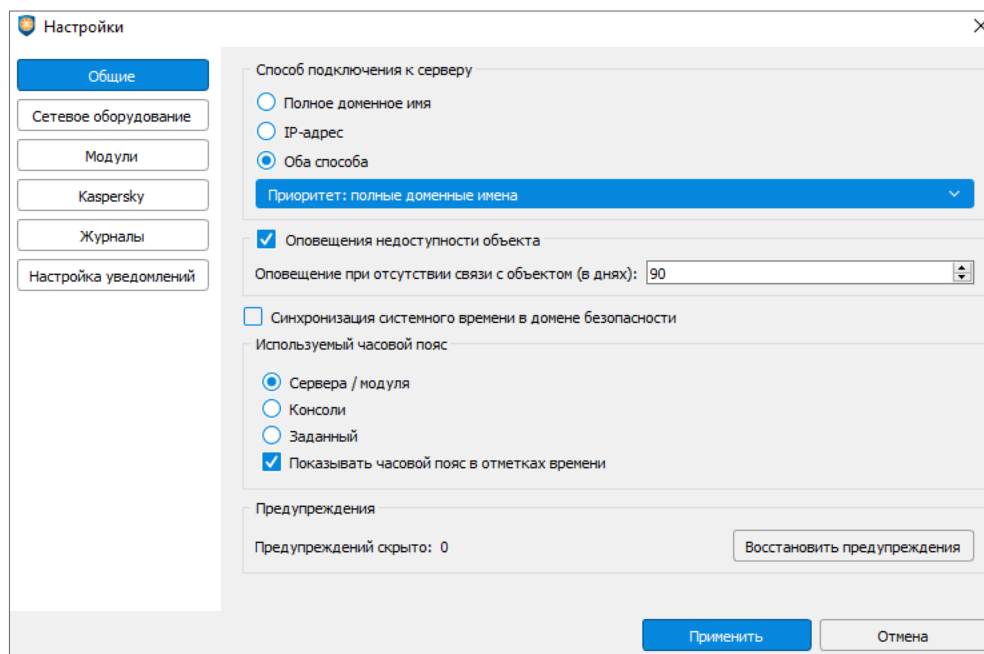 Настройки
Общие
Сетевое оборудование
Модули
Kaspersky
Журналы
Настройка уведомлений
Способ подключения к серверу
Полное доменное имя
IP-адрес
Оба способа
Приоритет: полные доменные имена
Оповещения недоступности объекта
Оповещение при отсутствии связи с объектом (в днях): 90
Синхронизация системного времени в домене безопасности
Используемый часовой пояс
Сервера / модуля
Консоли
Заданный
Показывать часовой пояс в отметках времени
Предупреждения
Предупреждений скрыто: 0 Восстановить предупреждения
Применить Отмена